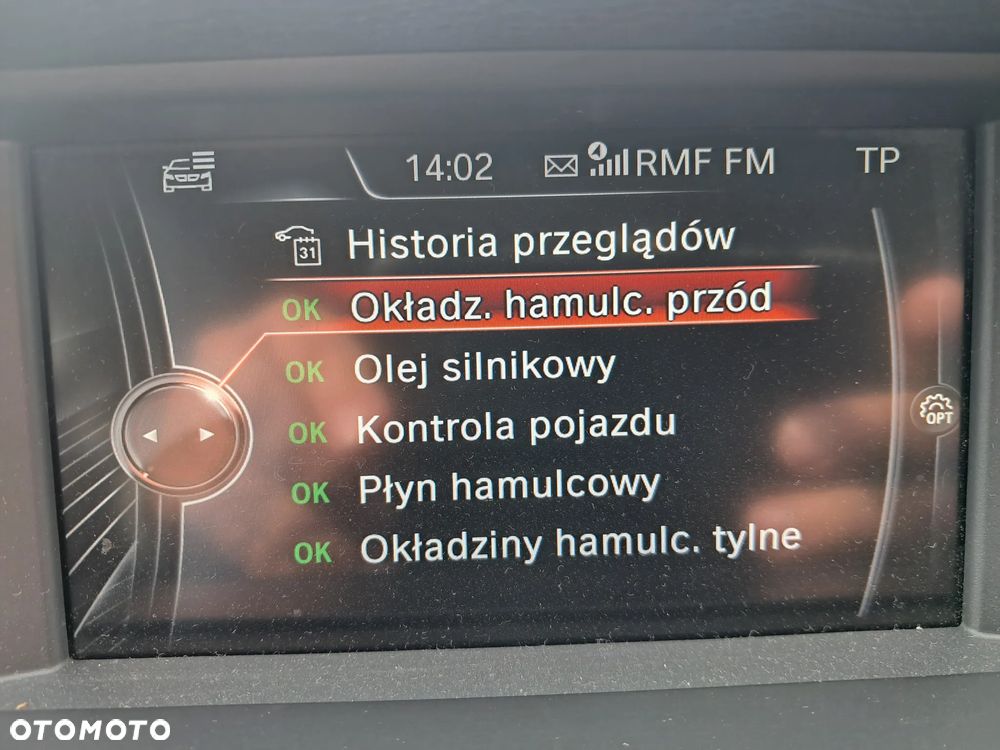 14:02 RMF FM TP
31 Historia przeglądów
OK Okładz. hamulc. przód
OK Olej silnikowy
OK Kontrola pojazdu
OPT
OK Płyn hamulcowy
OK Okładziny hamulc. tylne
OTOMOTO